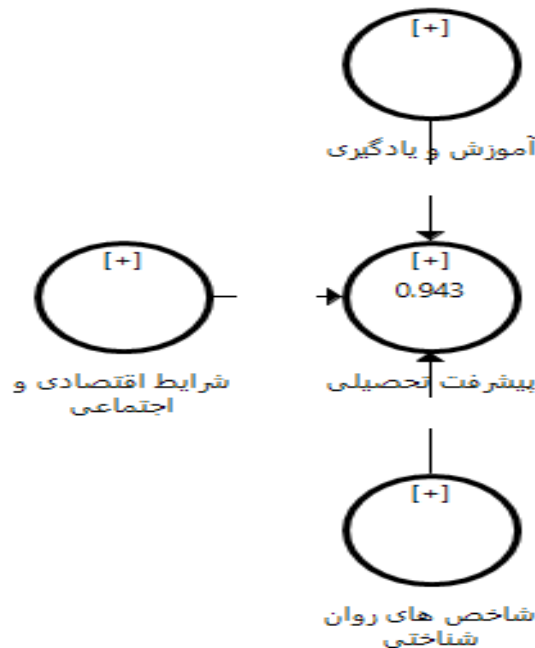 [+]
آموزش و یادگیری
[+]
[+]
0.943
شرایط اقتصادی و
اجتماعی
پیشرفت تحصیلی
[+]
شاخص های روان
شناختی